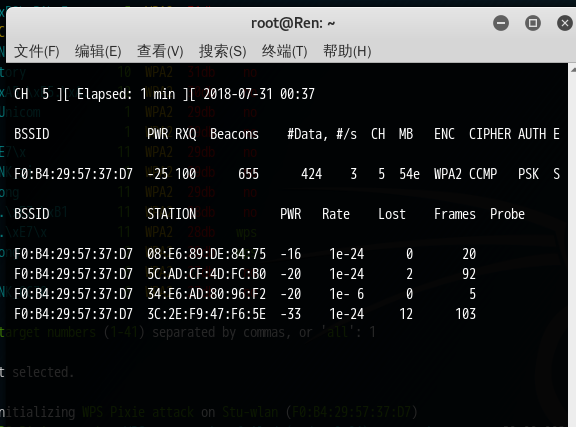 root@Ren: ~
文件(F) 编辑(E) 查看(V) 搜索(S) 终端(T) 帮助(H)
CH 5 ][ Elapsed: 1 min ][ 2018-07-31 00:37
BSSID PWR RXQ Beacons #Data, #/s CH MB ENC CIPHER AUTH E
F0:B4:29:57:37:D7 -25 100 655 424 3 5 54e WPA2 CCMP PSK S
BSSID STATION PWR Rate Lost Frames Probe
F0:B4:29:57:37:D7 08:E6:89:DE:84:75 -16 1e-24 0 20
F0:B4:29:57:37:D7 5C:AD:CF:4D:FC:B0 -20 1e-24 2 92
F0:B4:29:57:37:D7 34:E6:AD:80:96:F2 -20 1e- 6 0 5
F0:B4:29:57:37:D7 3C:2E:F9:47:F6:5E -33 1e-24 12 103
target numbers (1-41) separated by commas, or 'all': 1
t selected.
nitializing WPS Pixie attack on Stu-wlan (F0:B4:29:57:37:D7)